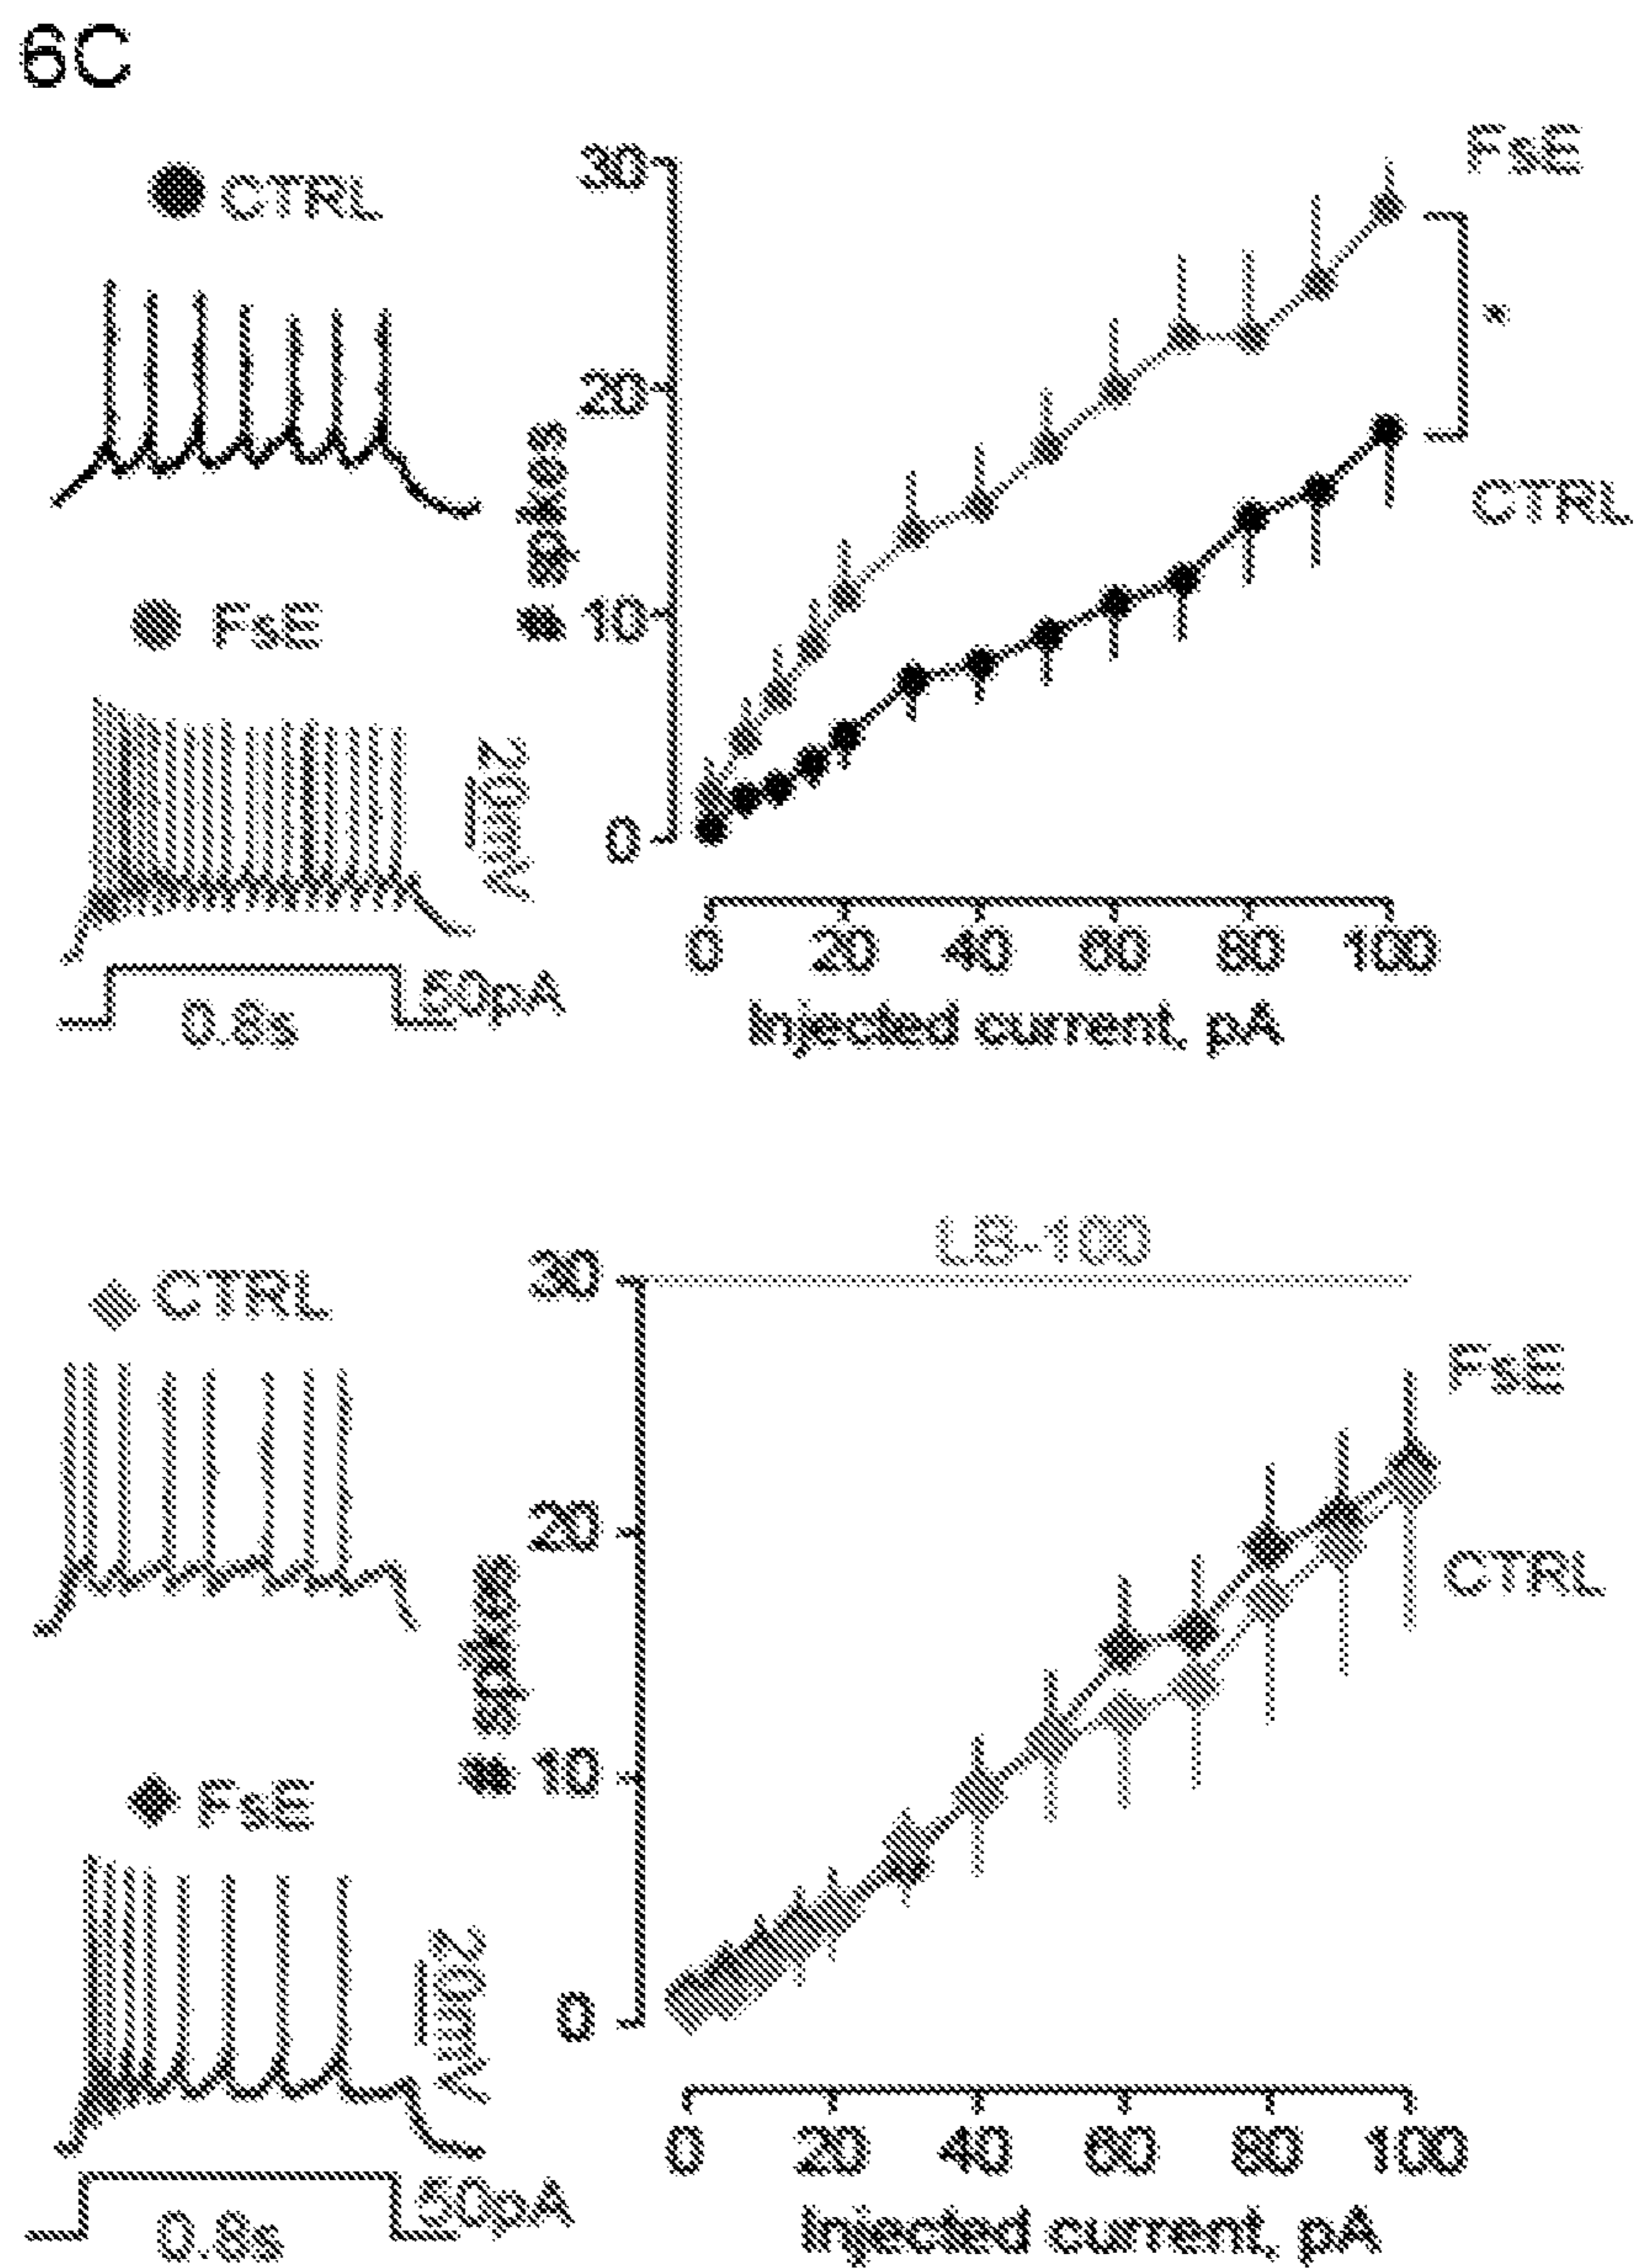 6C
CTRL
FsE
20mV
50pA
0.8s
30
20
10
0
# spikes
FsE
*
CTRL
0 20 40 60 80 100
Injected current, pA
CTRL
FsE
20mV
50pA
0.8s
LB-100
30
20
10
0
# spikes
FsE
CTRL
0 20 40 60 80 100
Injected current, pA